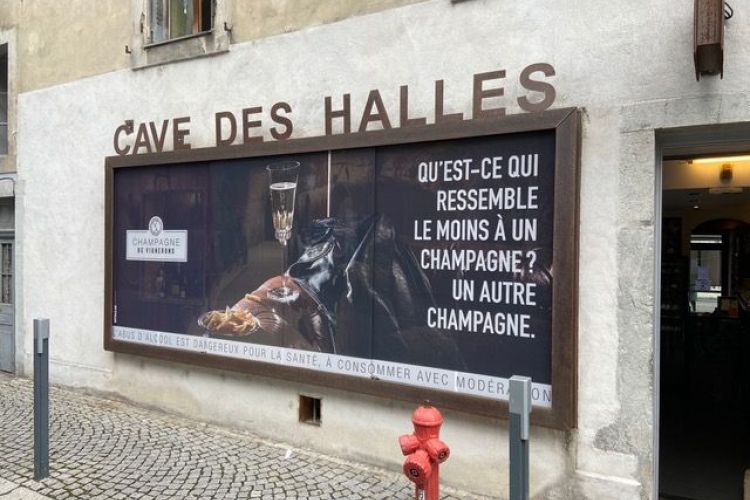 CAVE DES HALLES
CHAMPAGNE
DE VIGNERONS
QU'EST-CE QUI
RESSEMBLE
LE MOINS À UN
CHAMPAGNE ?
UN AUTRE
CHAMPAGNE.
L'ABUS D'ALCOOL EST DANGEREUX POUR LA SANTÉ, À CONSOMMER AVEC MODÉRATION